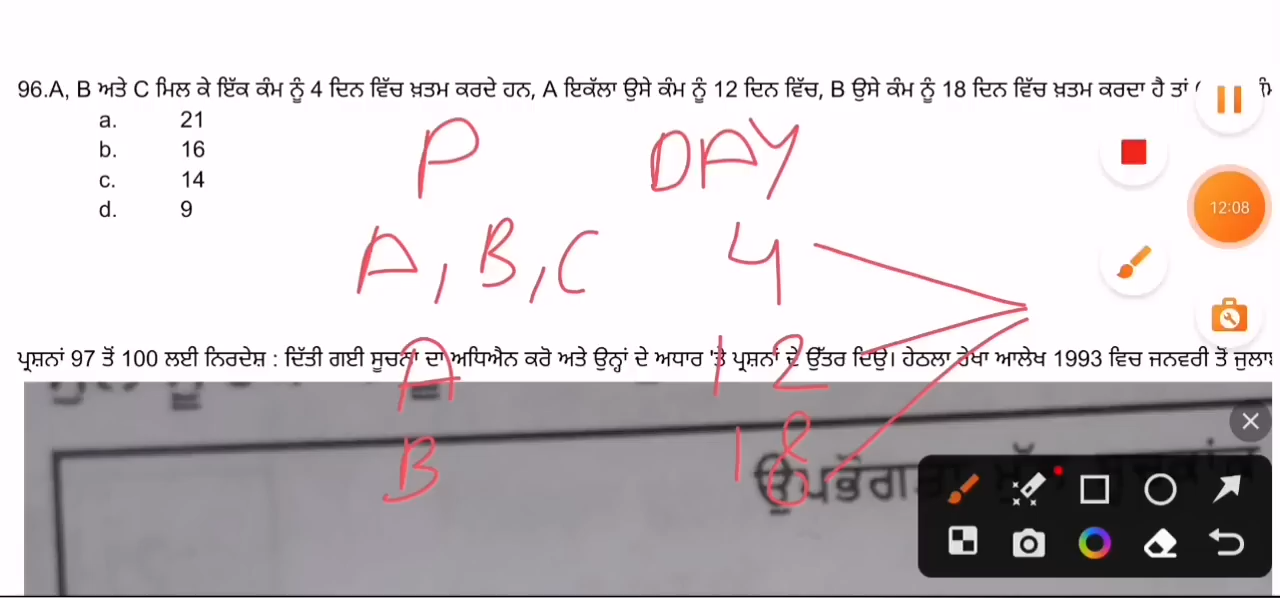 96.A, B ਅਤੇ C ਮਿਲ ਕੇ ਇੱਕ ਕੰਮ ਨੂੰ 4 ਦਿਨ ਵਿੱਚ ਖ਼ਤਮ ਕਰਦੇ ਹਨ, A ਇਕੱਲਾ ਉਸੇ ਕੰਮ ਨੂੰ 12 ਦਿਨ ਵਿੱਚ, B ਉਸੇ ਕੰਮ ਨੂੰ 18 ਦਿਨ ਵਿੱਚ ਖ਼ਤਮ ਕਰਦਾ ਹੈ ਤਾਂ
a. 21
b. 16
c. 14
d. 9
P DAY
A, B, C 4
12:08
ਪ੍ਰਸ਼ਨਾਂ 97 ਤੋਂ 100 ਲਈ ਨਿਰਦੇਸ਼ : ਦਿੱਤੀ ਗਈ ਸੂਚਨਾਂ ਦਾ ਅਧਿਐਨ ਕਰੋ ਅਤੇ ਉਨ੍ਹਾਂ ਦੇ ਅਧਾਰ 'ਤੇ ਪ੍ਰਸ਼ਨਾਂ ਦੇ ਉੱਤਰ ਦਿਉ। ਹੇਠਲਾ ਰੇਖਾ ਆਲੇਖ 1993 ਵਿਚ ਜਨਵਰੀ ਤੋਂ
A 12
B 18